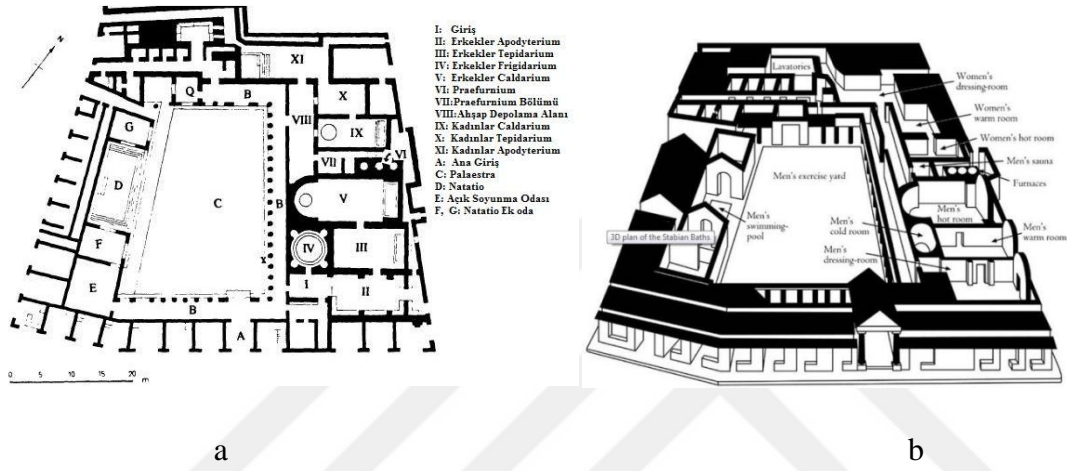 I: Giriş
II: Erkekler Apodyterium
III: Erkekler Tepidarium
IV: Erkekler Frigidarium
V: Erkekler Caldarium
VI: Praefurnium
VII:Praefurnium Bölümü
VIII:Ahşap Depolama Alanı
IX: Kadınlar Caldarium
X: Kadınlar Tepidarium
XI: Kadınlar Apodyterium
A: Ana Giriş
C: Palaestra
D: Natatio
E: Açık Soyunma Odası
F, G: Natatio Ek oda
N
XI
Q
B
X
G
VIII
IX
VII
VI
D
C
B
V
F
IV
III
x
E
I
II
B
A
0 5 10 15 20 m
Lavatories
Women's dressing-room
Women's warm room
Women's hot room
Men's sauna
Furnaces
Men's exercise yard
Men's hot room
Men's cold room
Men's warm room
Men's swimming-pool
3D plan of the Stabian Baths
Men's dressing-room
a
b